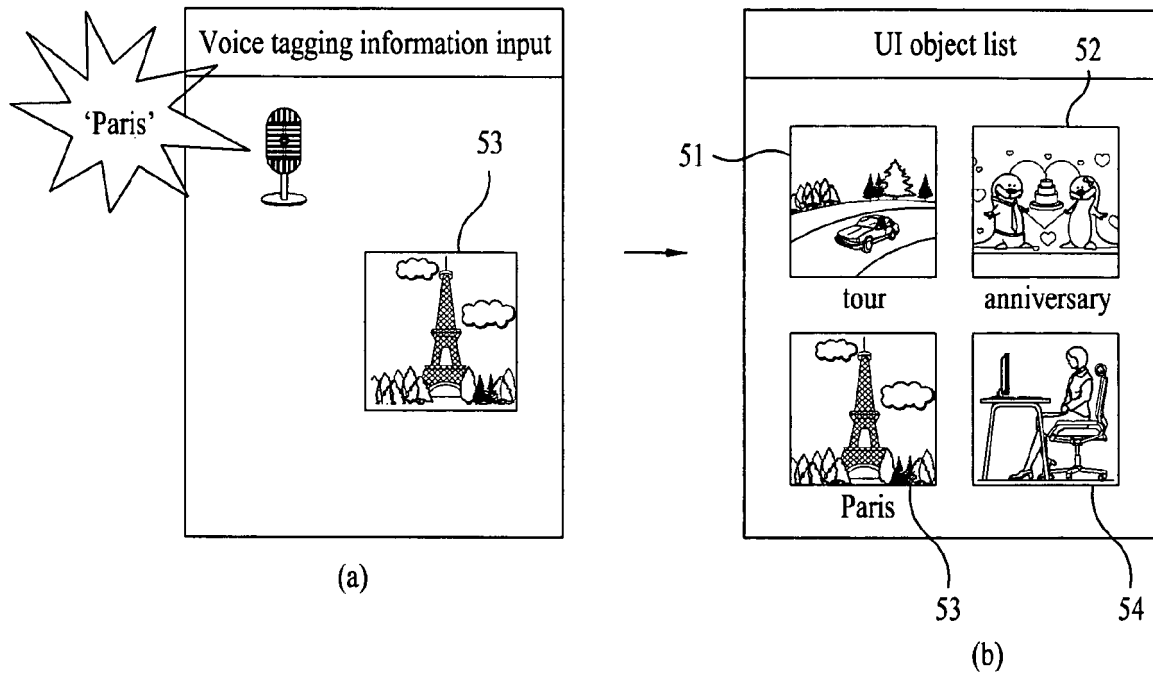 Voice tagging information input
‘Paris’
53
(a)
UI object list
52
51
tour
anniversary
Paris
53
54
(b)